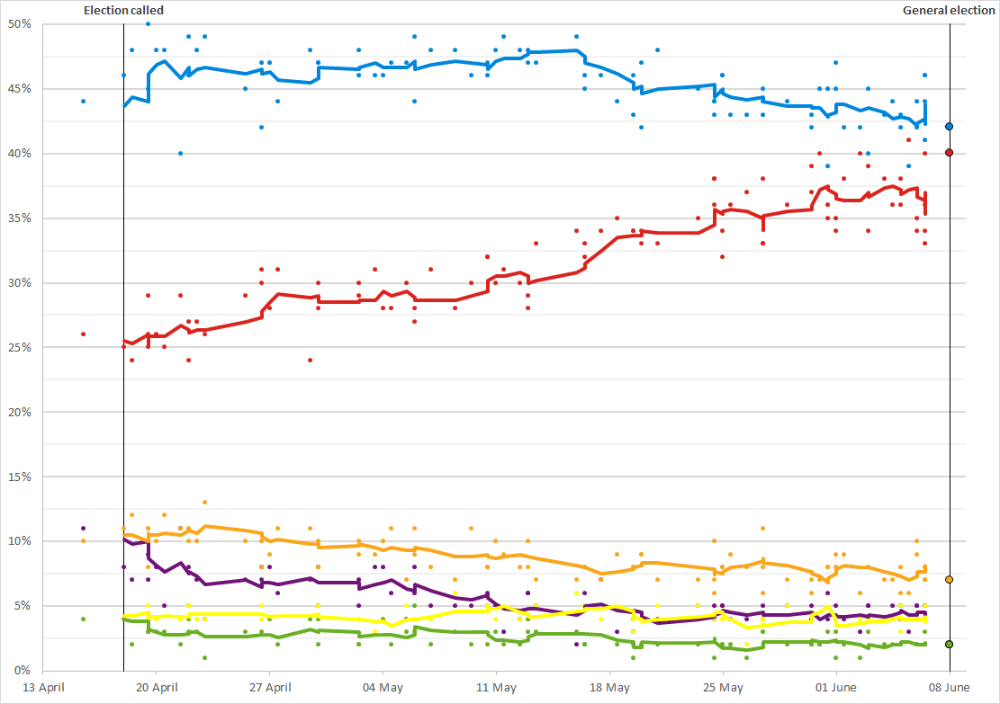 Election called
General election
50%
45%
40%
35%
30%
25%
20%
15%
10%
5%
0%
13 April
20 April
27 April
04 May
11 May
18 May
25 May
01 June
08 June